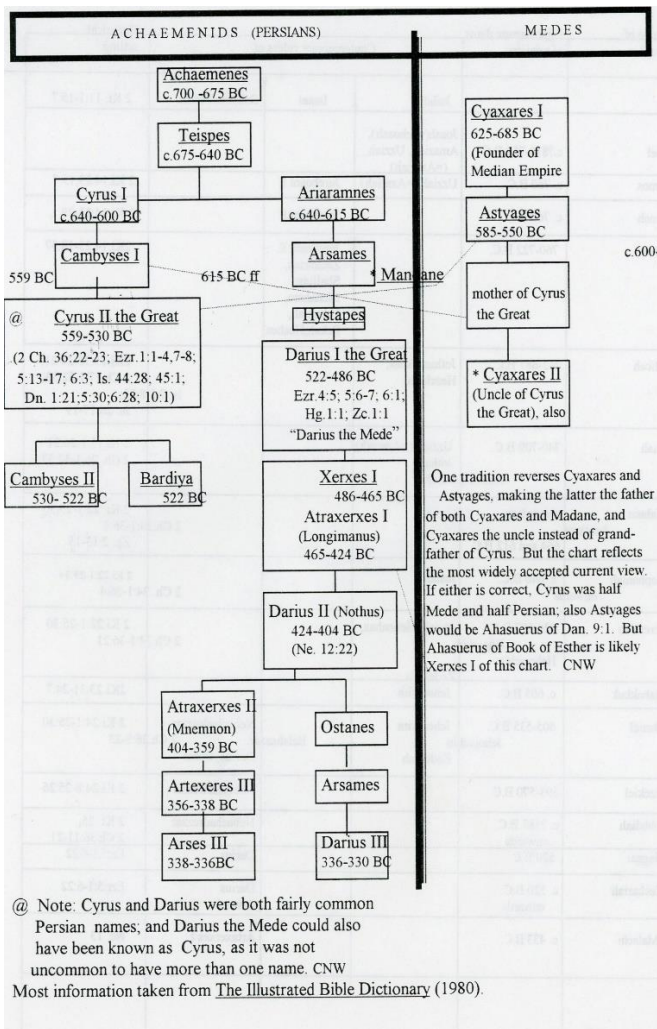 ACHAEMENIDS (PERSIANS)
MEDES
Achaemenes
c.700 -675 BC
Teispes
c.675-640 BC
Cyrus I
c.640-600 BC
Ariaramnes
c.640-615 BC
Cambyses I
559 BC
615 BC ff
Arsames
* Mandane
@ Cyrus II the Great
559-530 BC
(2 Ch. 36:22-23; Ezr.1:1-4,7-8;
5:13-17; 6:3; Is. 44:28; 45:1;
Dn. 1:21;5:30;6:28; 10:1)
Hystapes
Darius I the Great
522-486 BC
Ezr.4:5; 5:6-7; 6:1;
Hg.1:1; Zc.1:1
“Darius the Mede”
Cambyses II
530- 522 BC
Bardiya
522 BC
Xerxes I
486-465 BC
Atraxerxes I
(Longimanus)
465-424 BC
Darius II (Nothus)
424-404 BC
(Ne. 12:22)
Atraxerxes II
(Mnemnon)
404-359 BC
Ostanes
Artexeres III
356-338 BC
Arsames
Arses III
338-336BC
Darius III
336-330 BC
Cyaxares I
625-685 BC
(Founder of
Median Empire
Astyages
585-550 BC
c.600-
mother of Cyrus
the Great
* Cyaxares II
(Uncle of Cyrus
the Great), also
One tradition reverses Cyaxares and
Astyages, making the latter the father
of both Cyaxares and Madane, and
Cyaxares the uncle instead of grand-
father of Cyrus. But the chart reflects
the most widely accepted current view.
If either is correct, Cyrus was half
Mede and half Persian; also Astyages
would be Ahasuerus of Dan. 9:1. But
Ahasuerus of Book of Esther is likely
Xerxes I of this chart. CNW
@ Note: Cyrus and Darius were both fairly common
Persian names; and Darius the Mede could also
have been known as Cyrus, as it was not
uncommon to have more than one name. CNW
Most information taken from The Illustrated Bible Dictionary (1980).